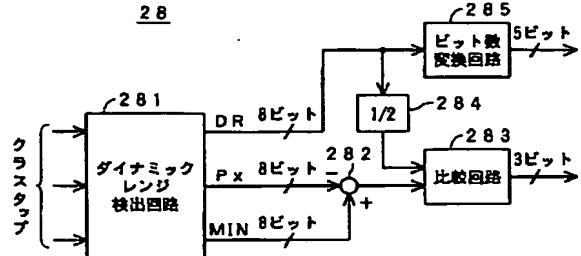 28
285
ビット数
変換回路
5ビット
281
DR 8ビット
1/2
284
283
クラスタップ
ダイナミック
レンジ
検出回路
282
Px 8ビット
−
+
比較回路
3ビット
MIN 8ビット